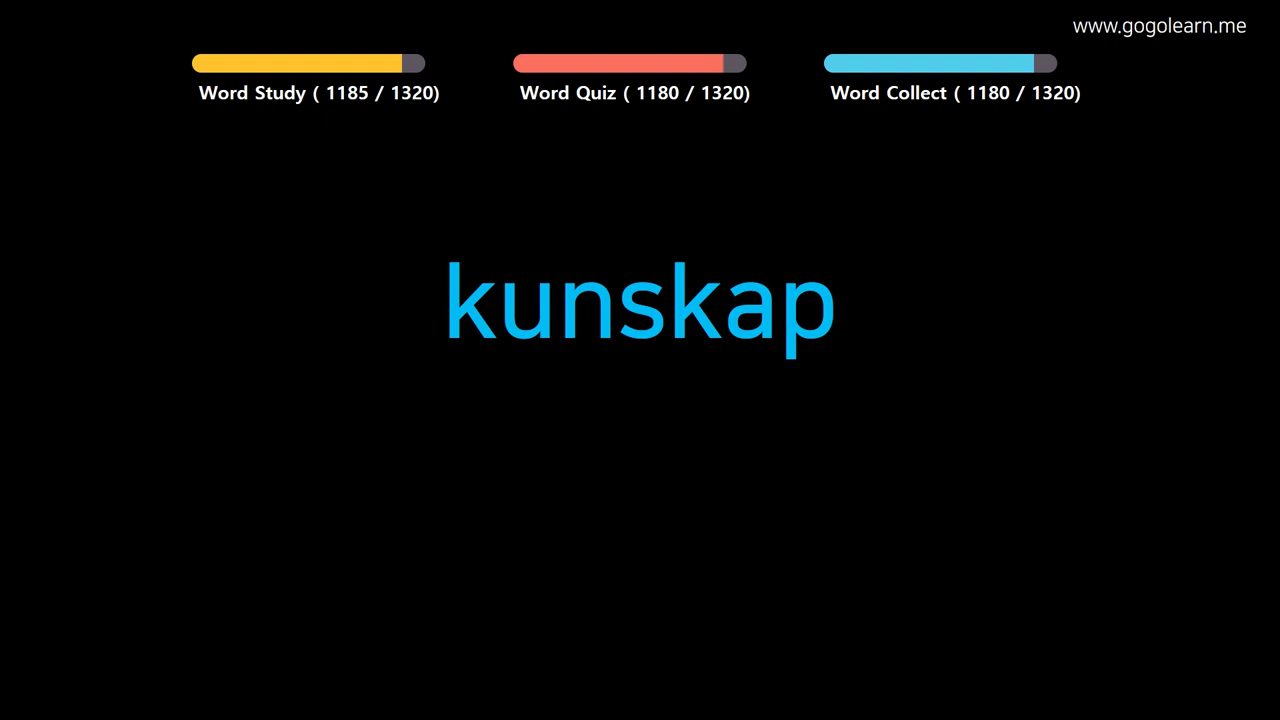 www.gogolearn.me
Word Study ( 1185 / 1320)
Word Quiz ( 1180 / 1320)
Word Collect ( 1180 / 1320)
kunskap